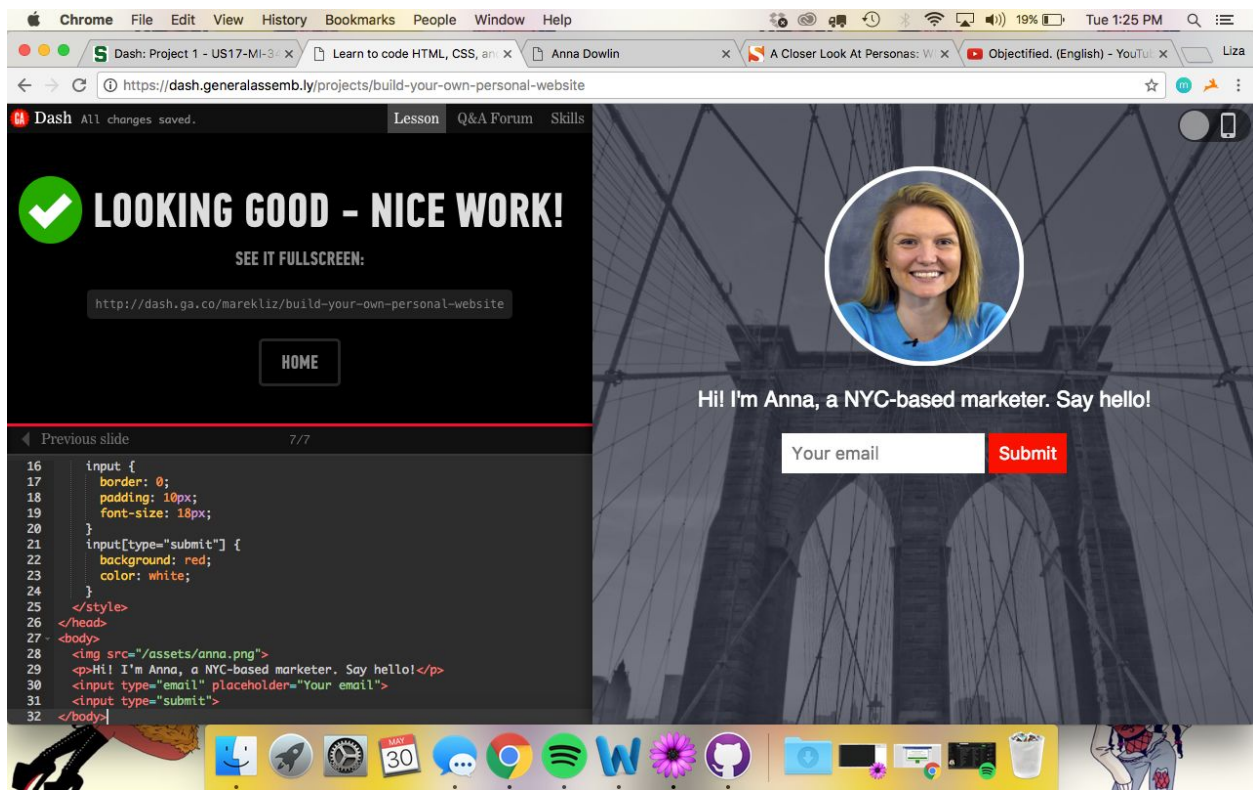 Chrome File Edit View History Bookmarks People Window Help 19% Tue 1:25 PM
Dash: Project 1 - US17-MI-34 Learn to code HTML, CSS, an Anna Dowlin A Closer Look At Personas: W Objectified. (English) - YouTu Liza
https://dash.generalassemb.ly/projects/build-your-own-personal-website m
GA Dash All changes saved. Lesson Q&A Forum Skills
LOOKING GOOD - NICE WORK!
SEE IT FULLSCREEN:
http://dash.ga.co/marekliz/build-your-own-personal-website
HOME
Previous slide 7/7
16 input {
17 border: 0;
18 padding: 10px;
19 font-size: 18px;
20 }
21 input[type="submit"] {
22 background: red;
23 color: white;
24 }
25 </style>
26 </head>
27 <body>
28 <img src="/assets/anna.png">
29 <p>Hi! I'm Anna, a NYC-based marketer. Say hello!</p>
30 <input type="email" placeholder="Your email">
31 <input type="submit">
32 </body>
Hi! I'm Anna, a NYC-based marketer. Say hello!
Your email Submit
MAY
30